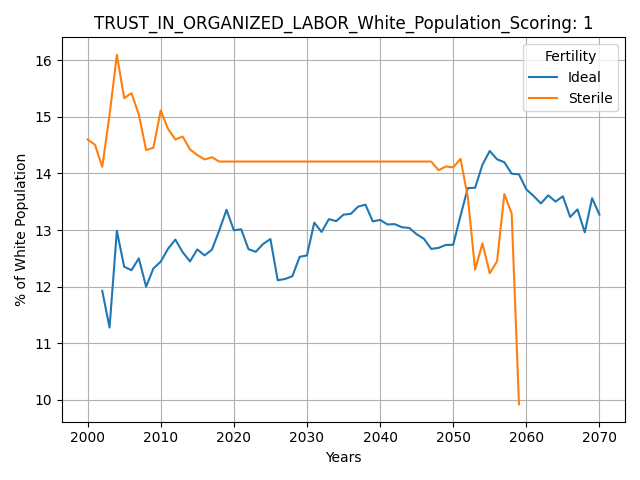 TRUST_IN_ORGANIZED_LABOR_White_Population_Scoring: 1
Fertility
Ideal
Sterile
% of White Population
16
15
14
13
12
11
10
2000 2010 2020 2030 2040 2050 2060 2070
Years